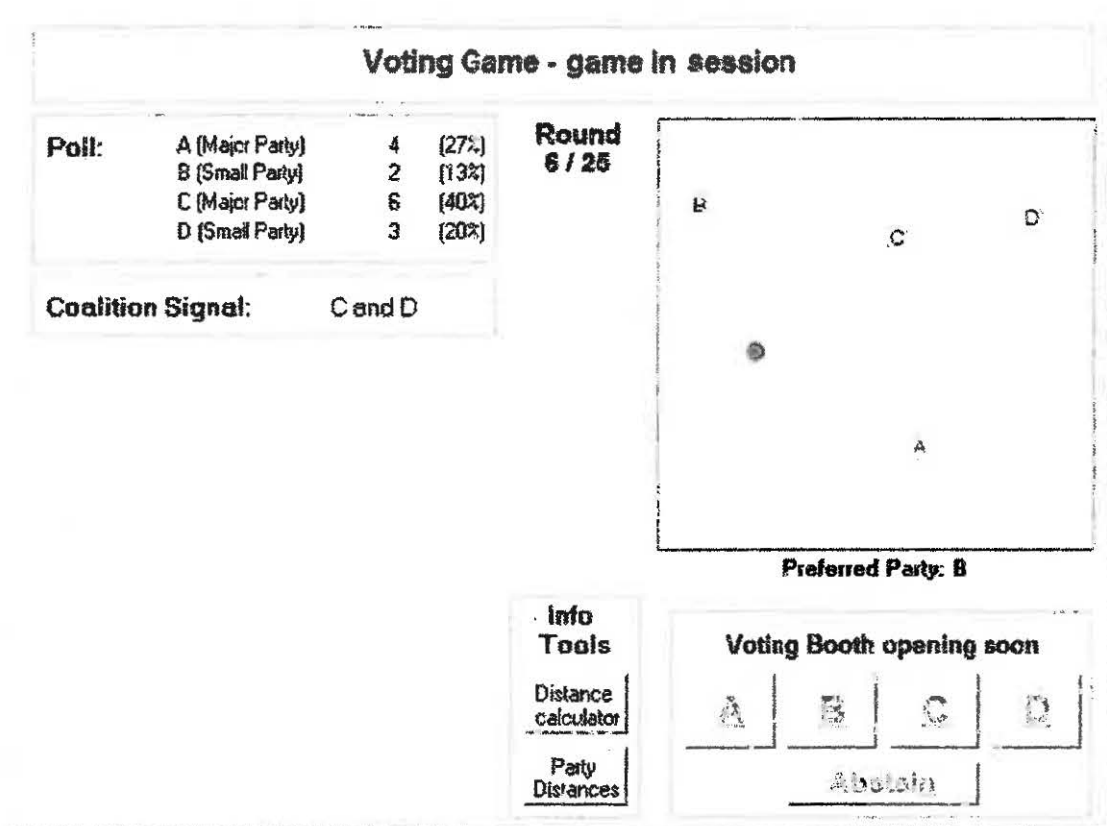 Voting Game - game in session
Poll:
A (Major Party) 4 (27%)
B (Small Party) 2 (13%)
C (Major Party) 6 (40%)
D (Small Party) 3 (20%)
Coalition Signal: C and D
Round
6 / 25
B
C
D
A
Preferred Party: B
Info
Tools
Distance
calculator
Party
Distances
Voting Booth opening soon
A B C D
Abstain